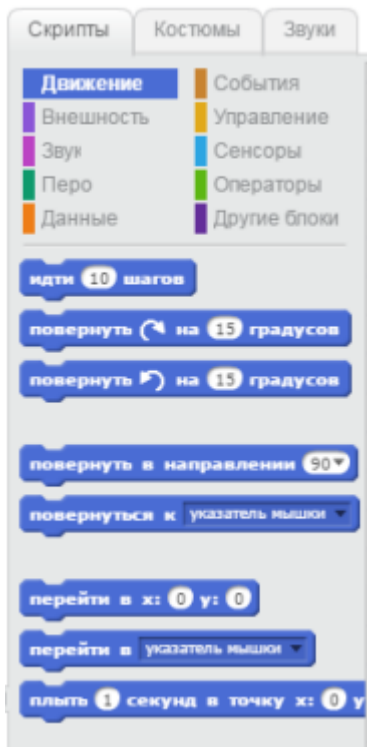 Скрипты Костюмы Звуки
Движение События
Внешность Управление
Звук Сенсоры
Перо Операторы
Данные Другие блоки
идти 10 шагов
повернуть на 15 градусов
повернуть на 15 градусов
повернуть в направлении 90
повернуться к указатель мышки
перейти в x: 0 y: 0
перейти в указатель мышки
плыть 1 секунд в точку x: 0 y